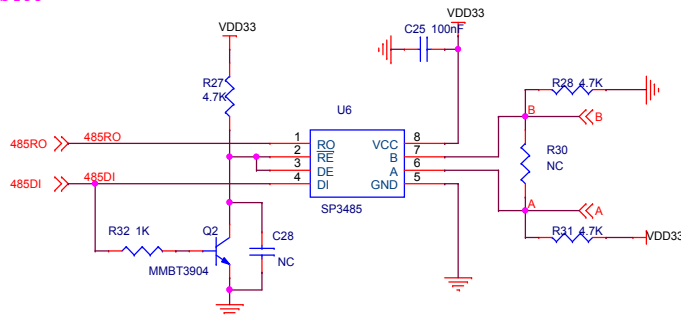 VDD33
VDD33
C25 100nF
R27
4.7K
R28 4.7K
U6
485RO
485RO
1
RO
VCC
8
B
B
2
RE
B
7
R30
NC
3
DE
A
6
485DI
485DI
4
DI
GND
5
A
A
SP3485
R32 1K
Q2
C28
NC
R31 4.7K
VDD33
MMBT3904